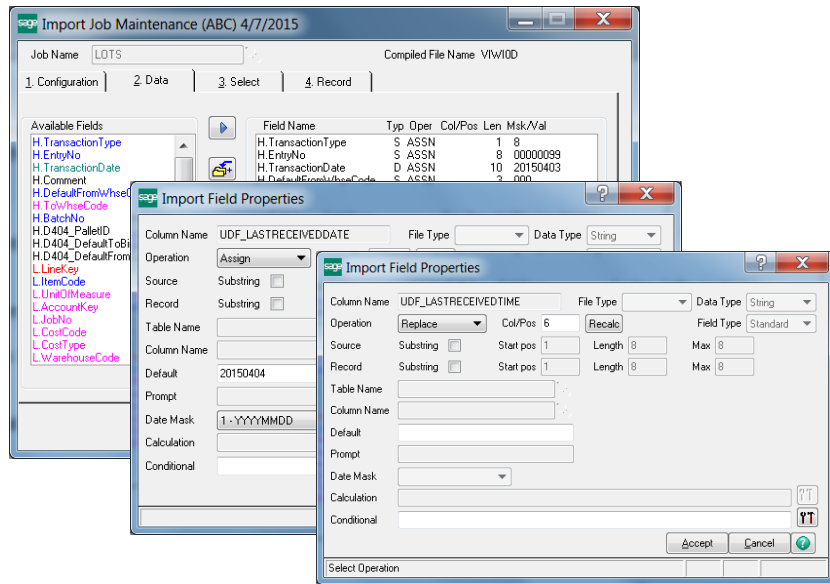 sage Import Job Maintenance (ABC) 4/7/2015
Job Name LOTS Compiled File Name VIWI0D
1. Configuration 2. Data 3. Select 4. Record
Available Fields
H.TransactionType
H.EntryNo
H.TransactionDate
H.Comment
H.DefaultFromWhseC
H.ToWhseCode
H.BatchNo
H.D404_PalletID
H.D404_DefaultToBi
H.D404_DefaultFrom
L.LineKey
L.ItemCode
L.UnitOfMeasure
L.AccountKey
L.JobNo
L.CostCode
L.CostType
L.WarehouseCode
Field Name Typ Oper Col/Pos Len Msk/Val
H.TransactionType S ASSN 1 8
H.EntryNo S ASSN 8 00000099
H.TransactionDate D ASSN 10 20150403
H.DefaultFromWhseCode S ASSN 3 000
sage Import Field Properties
Column Name UDF_LASTRECEIVEDDATE File Type Data Type String
Operation Assign
Source Substring
Record Substring
Table Name
Column Name
Default 20150404
Prompt
Date Mask 1 - YYYYMMDD
Calculation
Conditional
sage Import Field Properties
Column Name UDF_LASTRECEIVEDTIME File Type Data Type String
Operation Replace Col/Pos 6 Recalc Field Type Standard
Source Substring Start pos 1 Length 8 Max 8
Record Substring Start pos 1 Length 8 Max 8
Table Name
Column Name
Default
Prompt
Date Mask
Calculation
Conditional
Accept Cancel
Select Operation